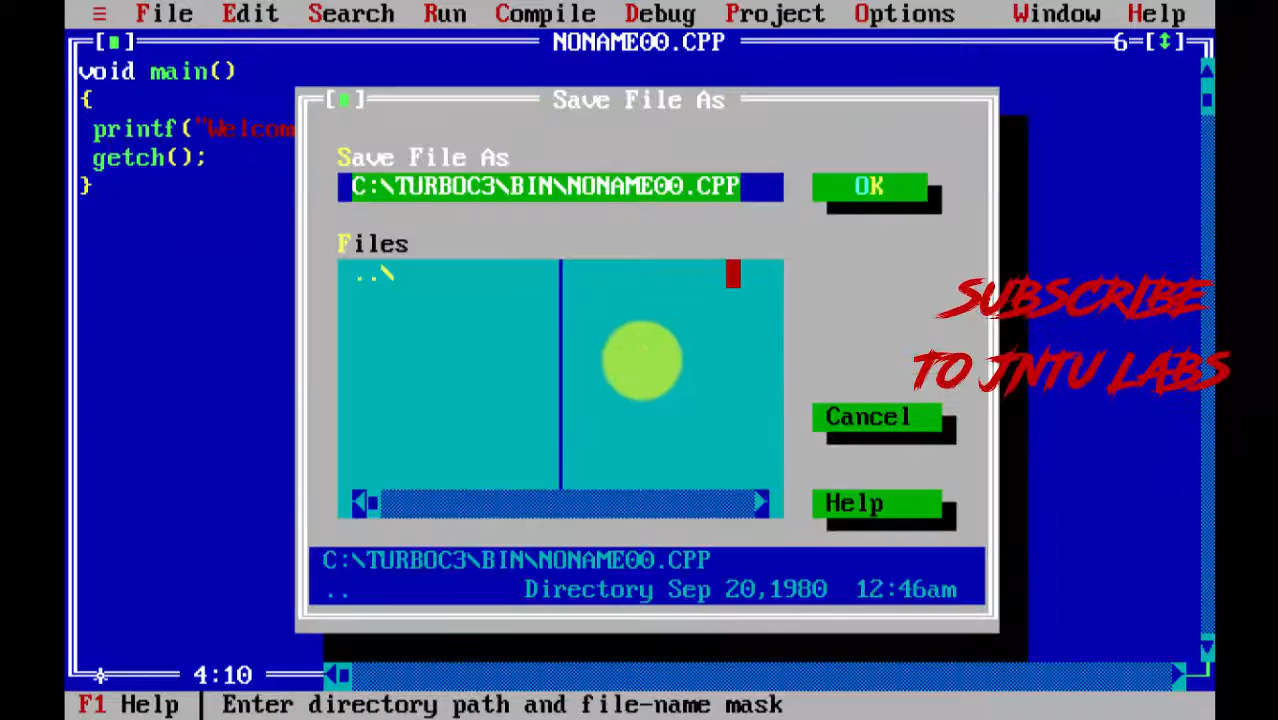 ≡ File Edit Search Run Compile Debug Project Options Window Help
[■] NONAME00.CPP 6=[↕]
void main()
{
printf("Welcom
getch();
}
[■] Save File As
Save File As
C:\TURBOC3\BIN\NONAME00.CPP OK
Files
..\
SUBSCRIBE
TO JNTU LABS
Cancel
Help
C:\TURBOC3\BIN\NONAME00.CPP
.. Directory Sep 20,1980 12:46am
4:10
F1 Help │ Enter directory path and file-name mask